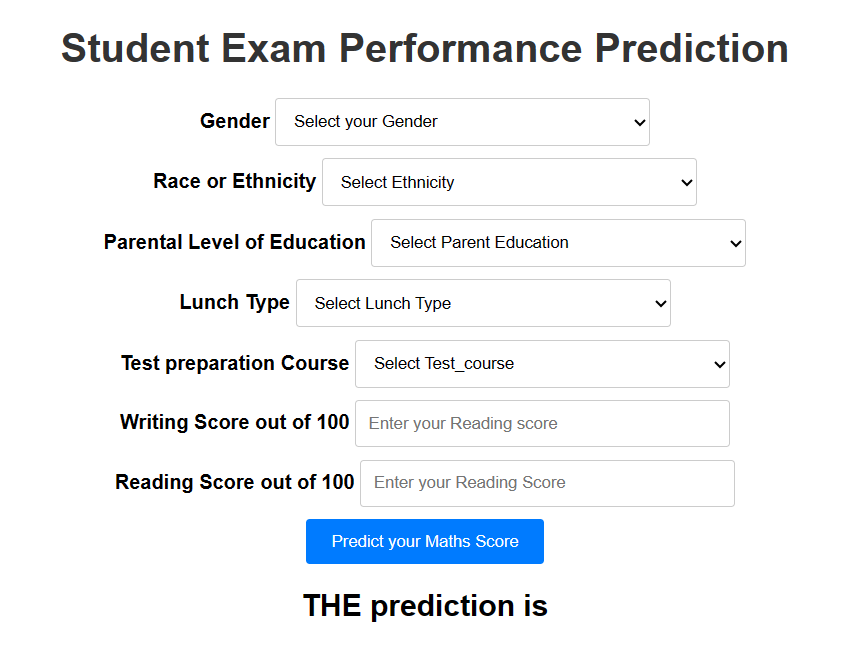 Student Exam Performance Prediction
Gender Select your Gender
Race or Ethnicity Select Ethnicity
Parental Level of Education Select Parent Education
Lunch Type Select Lunch Type
Test preparation Course Select Test_course
Writing Score out of 100 Enter your Reading score
Reading Score out of 100 Enter your Reading Score
Predict your Maths Score
THE prediction is